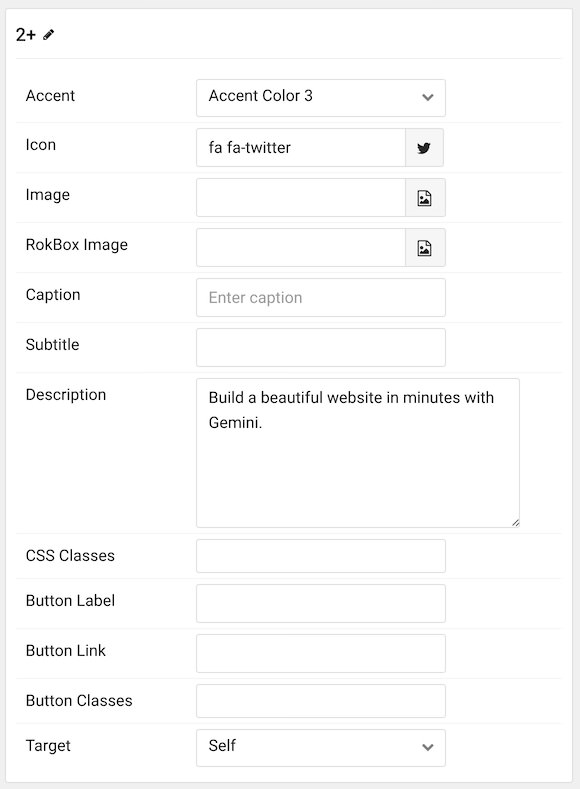 2+
Accent
Accent Color 3
Icon
fa fa-twitter
Image
RokBox Image
Caption
Enter caption
Subtitle
Description
Build a beautiful website in minutes with
Gemini.
CSS Classes
Button Label
Button Link
Button Classes
Target
Self